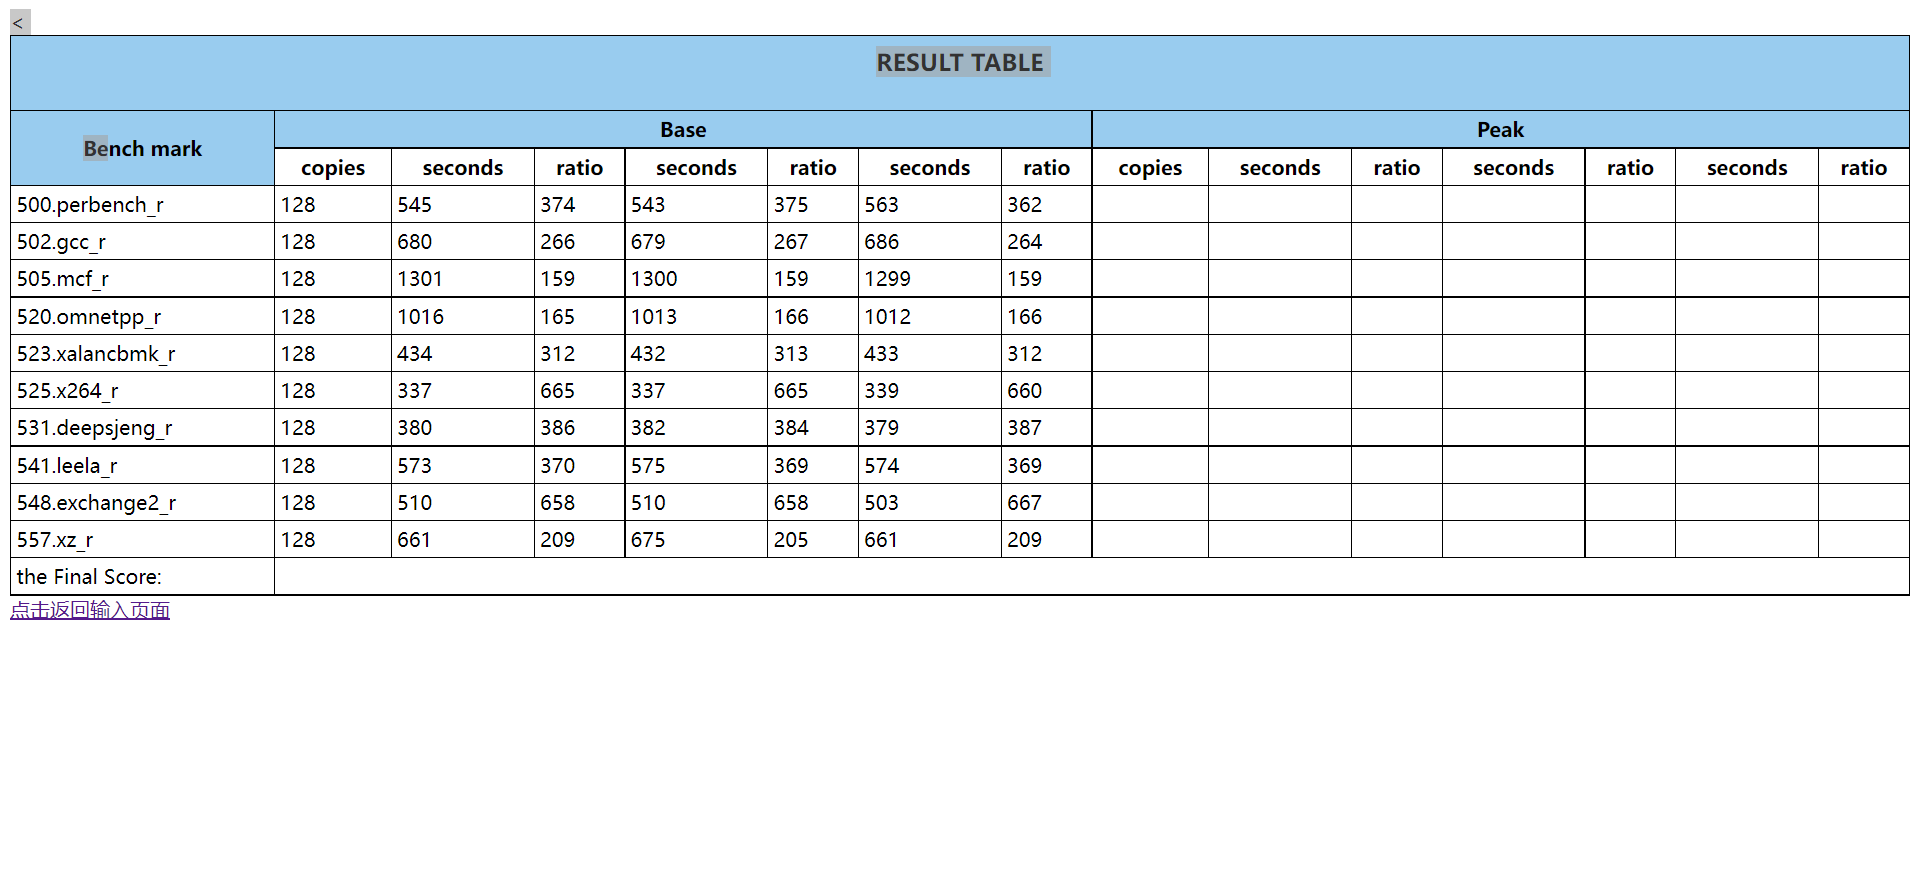 <
RESULT TABLE
Bench mark Base Peak
copies seconds ratio seconds ratio seconds ratio copies seconds ratio seconds ratio seconds ratio
500.perbench_r 128 545 374 543 375 563 362
502.gcc_r 128 680 266 679 267 686 264
505.mcf_r 128 1301 159 1300 159 1299 159
520.omnetpp_r 128 1016 165 1013 166 1012 166
523.xalancbmk_r 128 434 312 432 313 433 312
525.x264_r 128 337 665 337 665 339 660
531.deepsjeng_r 128 380 386 382 384 379 387
541.leela_r 128 573 370 575 369 574 369
548.exchange2_r 128 510 658 510 658 503 667
557.xz_r 128 661 209 675 205 661 209
the Final Score:
点击返回输入页面